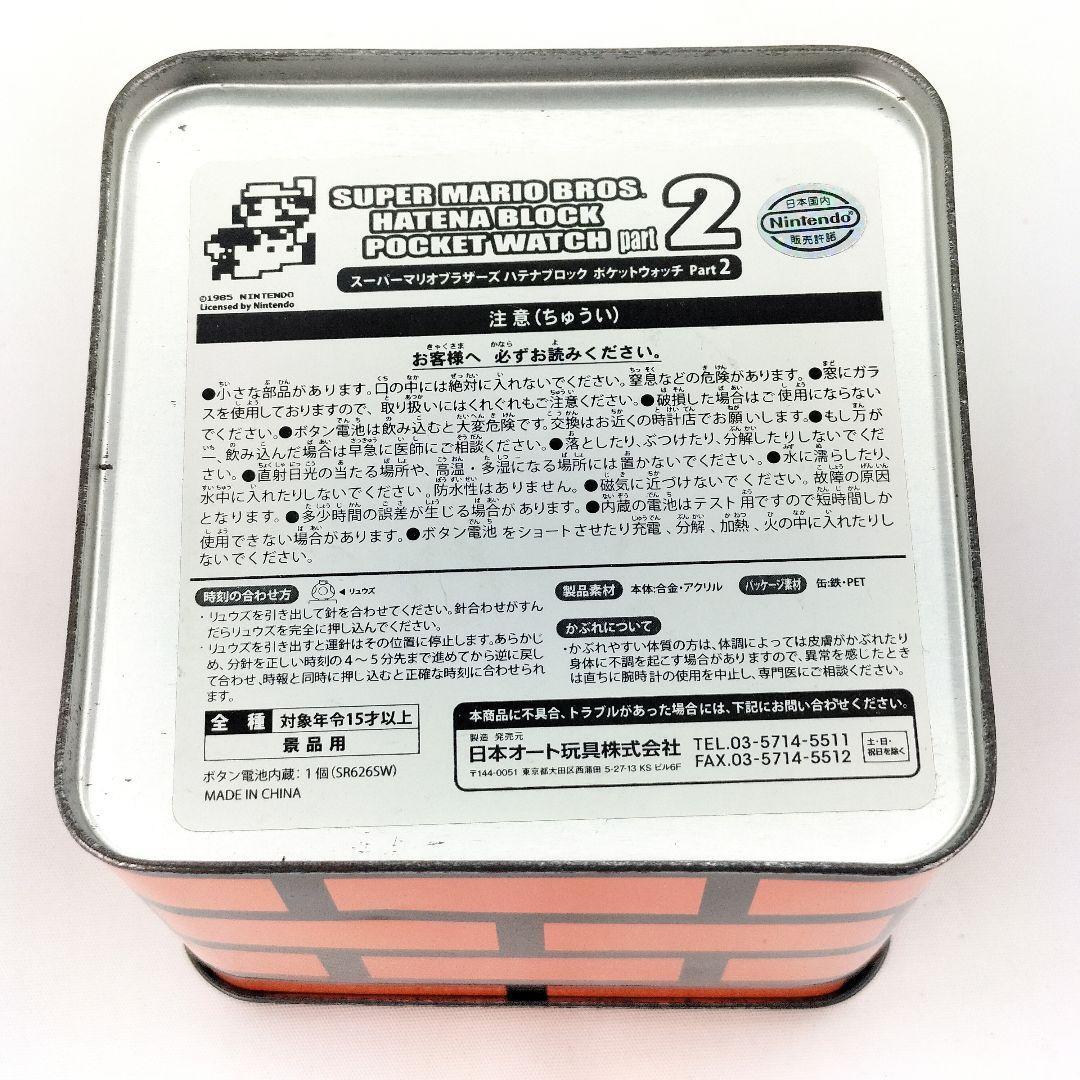 SUPER MARIO BROS.
HATENA BLOCK
POCKET WATCH part 2
スーパーマリオブラザーズ ハテナブロック ポケットウォッチ Part 2
日本国内
Nintendo®
販売許諾
©1985 NINTENDO
Licensed by Nintendo
注意(ちゅうい)
お客様へ 必ずお読みください。
●小さな部品があります。口の中には絶対に入れないでください。窒息などの危険があります。●窓にガラ
スを使用しておりますので、取り扱いにはくれぐれもご注意ください。●破損した場合はご使用にならない
でください。●ボタン電池は飲み込むと大変危険です。交換はお近くの時計店でお願いします。●もし万が
一、飲み込んだ場合は早急に医師にご相談ください。●落としたり、ぶつけたり、分解したりしないでくだ
さい。●直射日光の当たる場所や、高温・多湿になる場所には置かないでください。●水に濡らしたり、
水中に入れたりしないでください。防水性はありません。●磁気に近づけないでください。故障の原因
となります。●多少時間の誤差が生じる場合があります。●内蔵の電池はテスト用ですので短時間しか
使用できない場合があります。●ボタン電池をショートさせたり充電、分解、加熱、火の中に入れたりし
ないでください。
時刻の合わせ方
◀リュウズ
・リュウズを引き出して針を合わせてください。針合わせがすん
だらリュウズを完全に押し込んでください。
・リュウズを引き出すと運針はその位置に停止します。あらかじ
め、分針を正しい時刻の4～5分先まで進めてから逆に戻し
て合わせ、時報と同時に押し込むと正確な時刻に合わせられ
ます。
製品素材 本体:合金・アクリル パッケージ素材 缶:鉄・PET
かぶれについて
・かぶれやすい体質の方は、体調によっては皮膚がかぶれたり
身体に不調を起こす場合がありますので、異常を感じたとき
は直ちに腕時計の使用を中止し、専門医にご相談ください。
全 種 対象年令15才以上
景品用
ボタン電池内蔵:1個(SR626SW)
MADE IN CHINA
本商品に不具合、トラブルがあった場合には、下記にお問い合わせください。
製造 発売元
日本オート玩具株式会社
〒144-0051 東京都大田区西蒲田 5-27-13 KS ビル6F
TEL.03-5714-5511
FAX.03-5714-5512
土・日・
祝日を除く